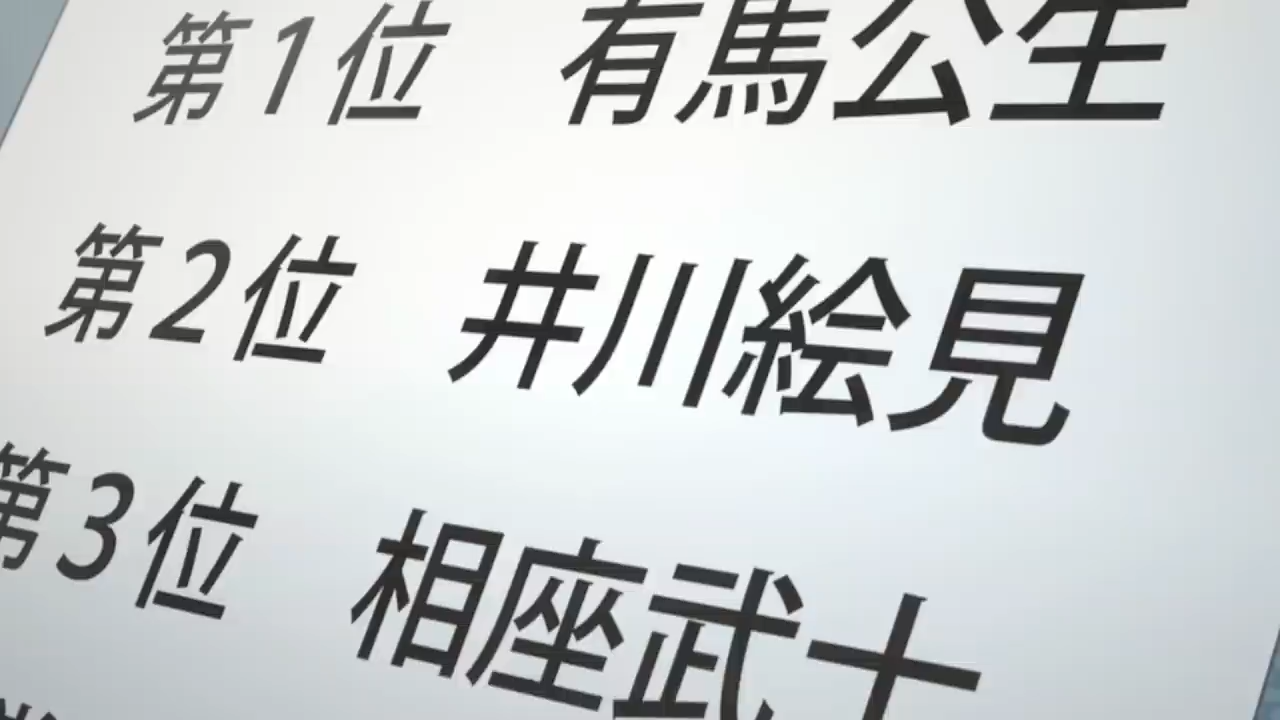 第1位 有馬公生
第2位 井川絵見
第3位 相座武士